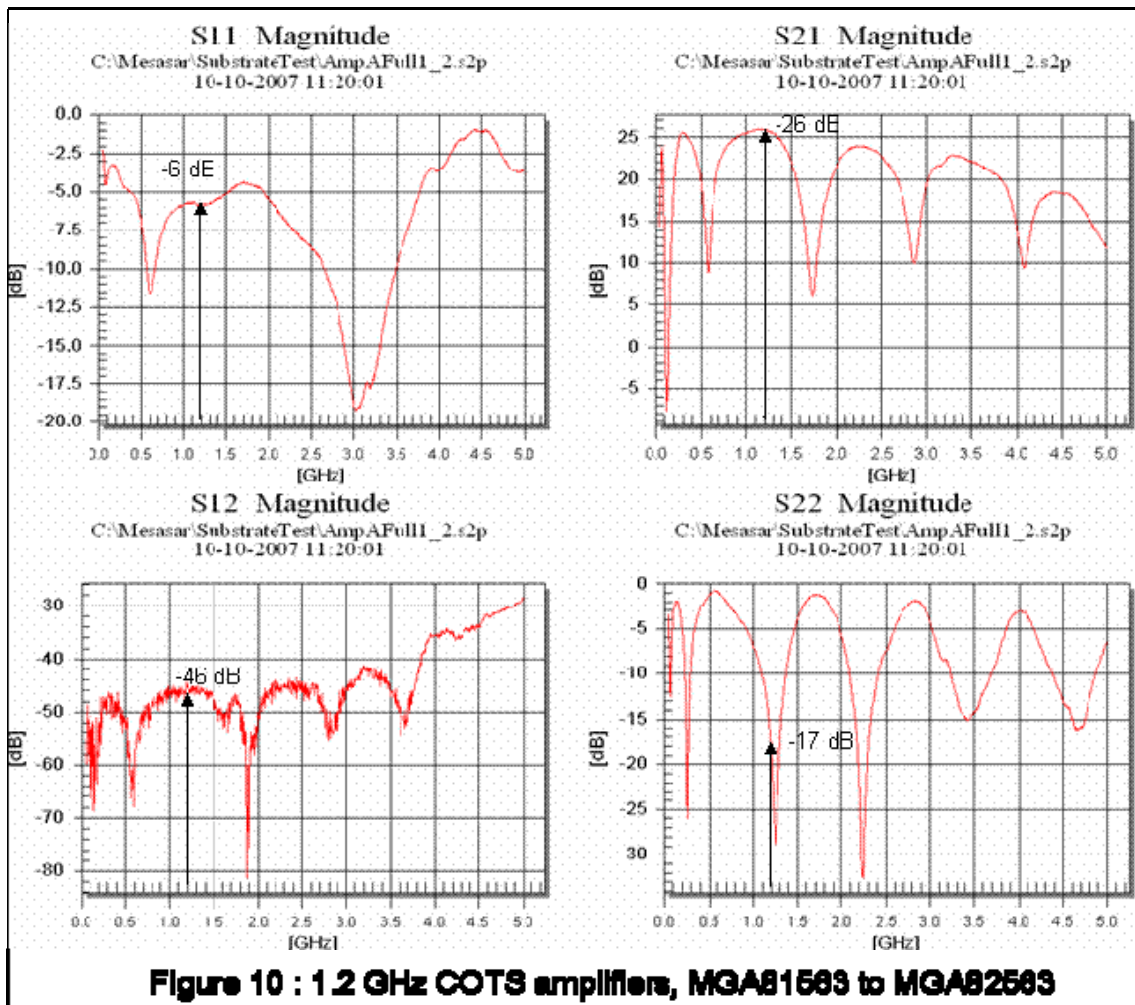 S11 Magnitude
C:\Mesasar\SubstrateTest\AmpAFull1_2.s2p
10-10-2007 11:20:01
0.0
-2.5
-5.0
-7.5
-10.0
-12.5
-15.0
-17.5
-20.0
[dB]
-6 dE
0.0 0.5 1.0 1.5 2.0 2.5 3.0 3.5 4.0 4.5 5.0
[GHz]
S21 Magnitude
C:\Mesasar\SubstrateTest\AmpAFull1_2.s2p
10-10-2007 11:20:01
25
20
15
10
5
0
-5
[dB]
-26 dE
0.0 0.5 1.0 1.5 2.0 2.5 3.0 3.5 4.0 4.5 5.0
[GHz]
S12 Magnitude
C:\Mesasar\SubstrateTest\AmpAFull1_2.s2p
10-10-2007 11:20:01
30
-40
-50
-60
-70
-80
[dB]
-46 dB
0.0 0.5 1.0 1.5 2.0 2.5 3.0 3.5 4.0 4.5 5.0
[GHz]
S22 Magnitude
C:\Mesasar\SubstrateTest\AmpAFull1_2.s2p
10-10-2007 11:20:01
0
-5
-10
-15
-20
-25
30
[dB]
-17 dB
0.0 0.5 1.0 1.5 2.0 2.5 3.0 3.5 4.0 4.5 5.0
[GHz]
Figure 10 : 1.2 GHz COTS amplifiers, MGA81563 to MGA82563